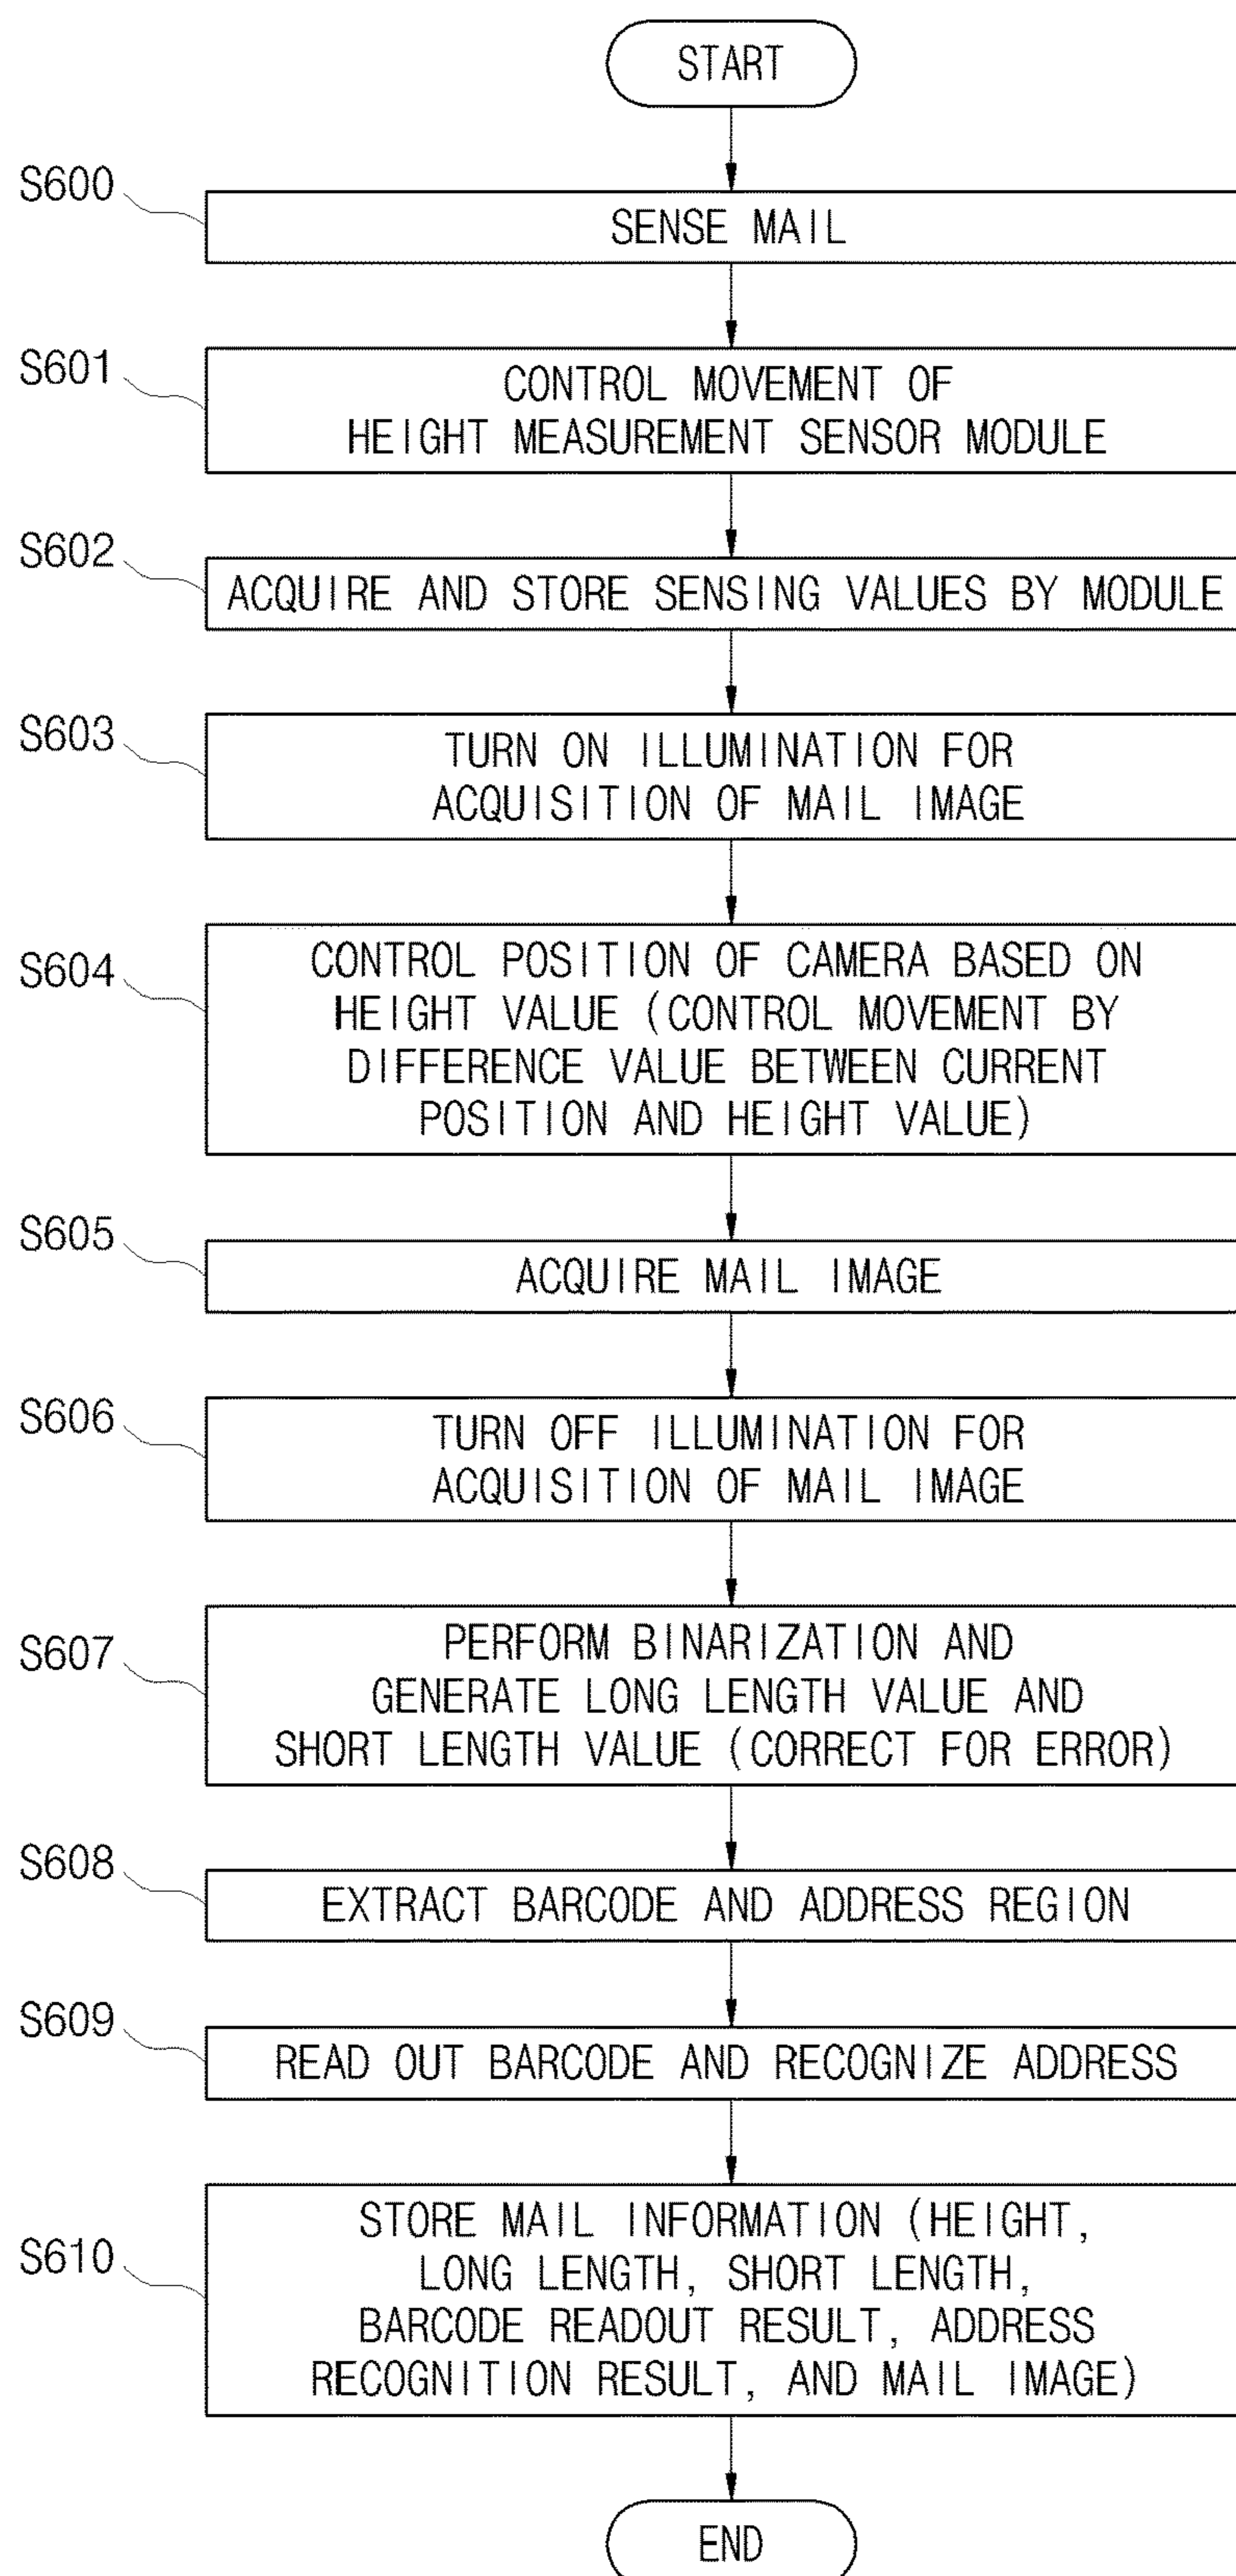 START
S600
SENSE MAIL
S601
CONTROL MOVEMENT OF
HEIGHT MEASUREMENT SENSOR MODULE
S602
ACQUIRE AND STORE SENSING VALUES BY MODULE
S603
TURN ON ILLUMINATION FOR
ACQUISITION OF MAIL IMAGE
S604
CONTROL POSITION OF CAMERA BASED ON
HEIGHT VALUE (CONTROL MOVEMENT BY
DIFFERENCE VALUE BETWEEN CURRENT
POSITION AND HEIGHT VALUE)
S605
ACQUIRE MAIL IMAGE
S606
TURN OFF ILLUMINATION FOR
ACQUISITION OF MAIL IMAGE
S607
PERFORM BINARIZATION AND
GENERATE LONG LENGTH VALUE AND
SHORT LENGTH VALUE (CORRECT FOR ERROR)
S608
EXTRACT BARCODE AND ADDRESS REGION
S609
READ OUT BARCODE AND RECOGNIZE ADDRESS
S610
STORE MAIL INFORMATION (HEIGHT,
LONG LENGTH, SHORT LENGTH,
BARCODE READOUT RESULT, ADDRESS
RECOGNITION RESULT, AND MAIL IMAGE)
END